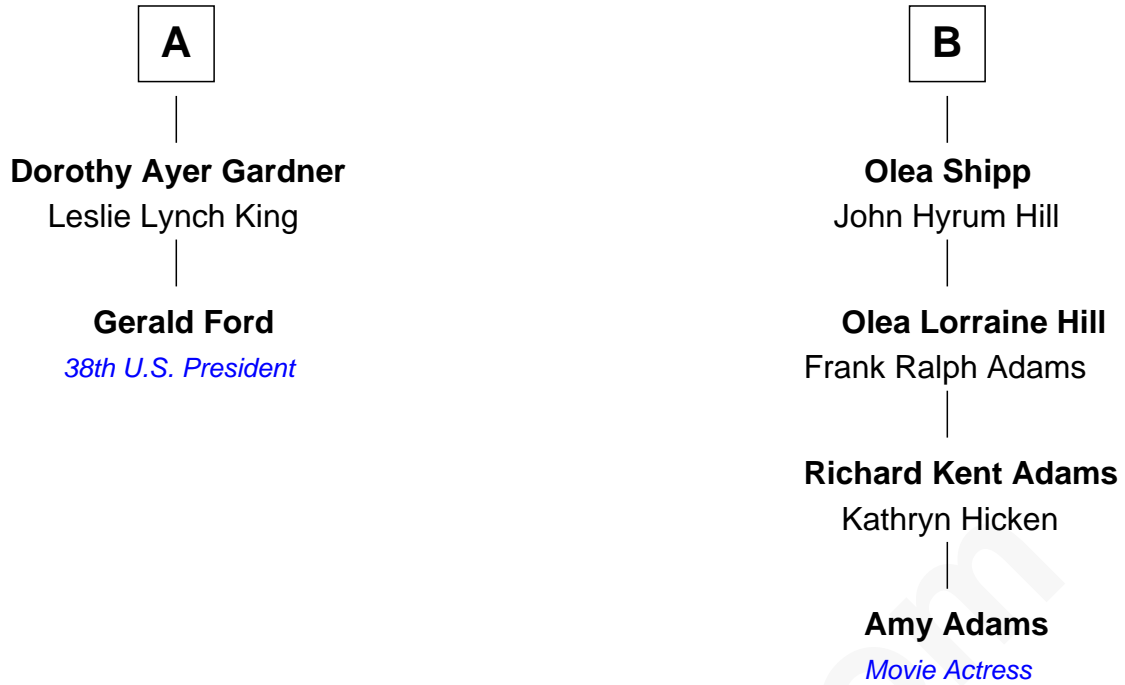 A
Dorothy Ayer Gardner
Leslie Lynch King
Gerald Ford
38th U.S. President
B
Olea Shipp
John Hyrum Hill
Olea Lorraine Hill
Frank Ralph Adams
Richard Kent Adams
Kathryn Hicken
Amy Adams
Movie Actress
om